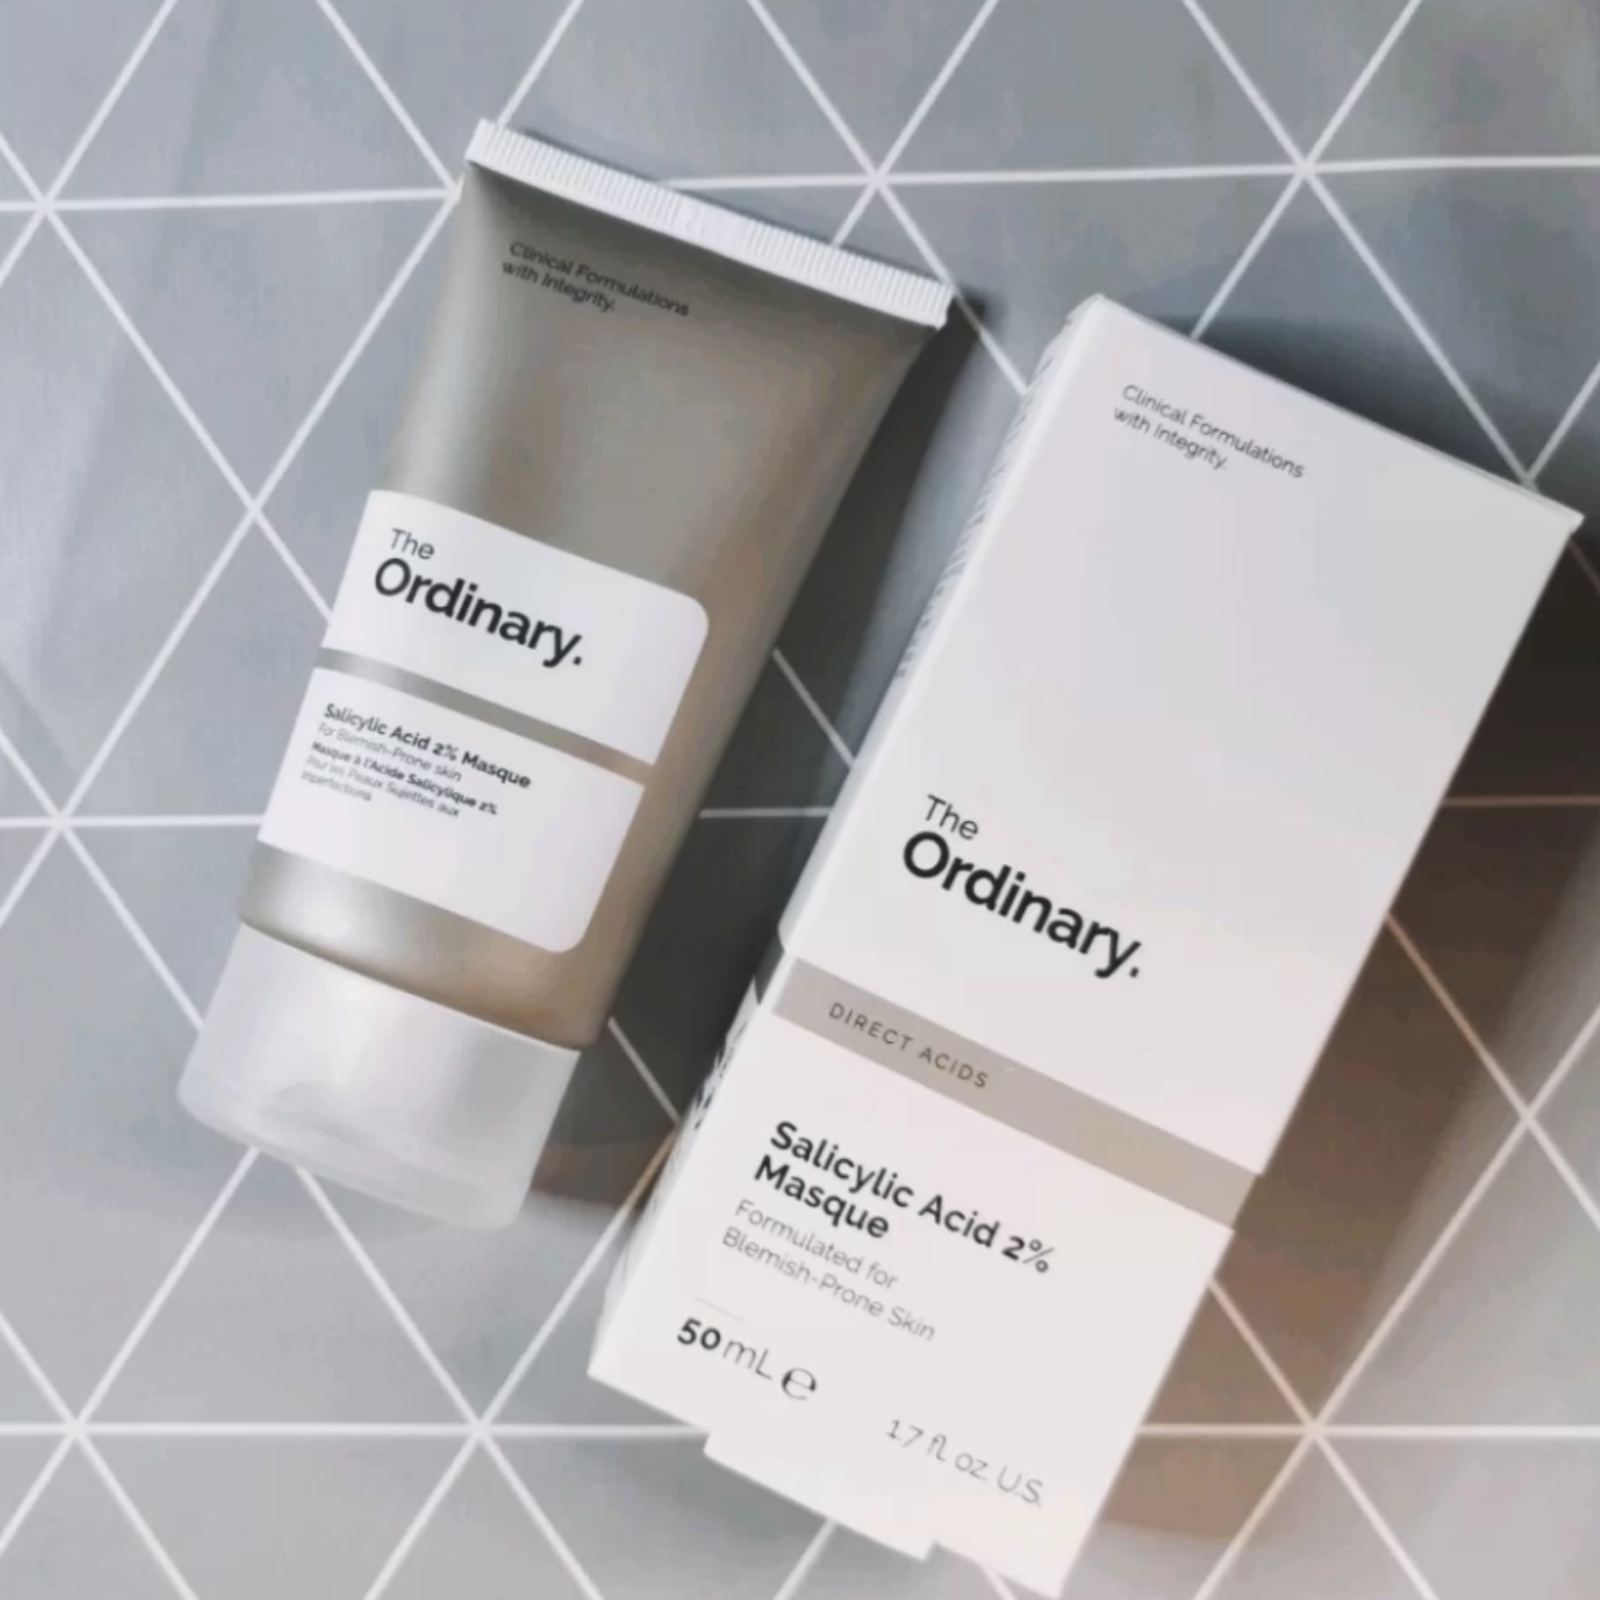 Clinical Formulations
with Integrity.
The
Ordinary.
Salicylic Acid 2% Masque
For Blemish-Prone skin
Masque à l'Acide Salicylique 2%
Pour les Peaux Sujettes aux
Imperfections
Clinical Formulations
with Integrity.
The
Ordinary.
DIRECT ACIDS
Salicylic Acid 2%
Masque
Formulated for
Blemish-Prone Skin
50 mL ℮
1.7 fl oz. U.S.